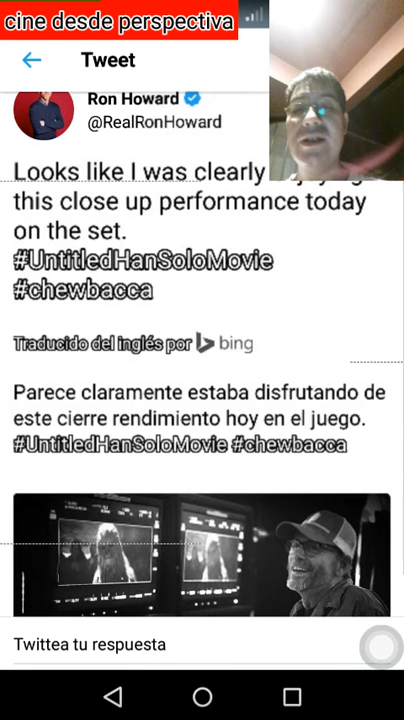 cine desde perspectiva
Tweet
Ron Howard
@RealRonHoward
Looks like I was clearly
this close up performance today
on the set.
#UntitledHanSoloMovie
#chewbacca
Traducido del inglés por bing
Parece claramente estaba disfrutando de
este cierre rendimiento hoy en el juego.
#UntitledHanSoloMovie #chewbacca
Twittea tu respuesta